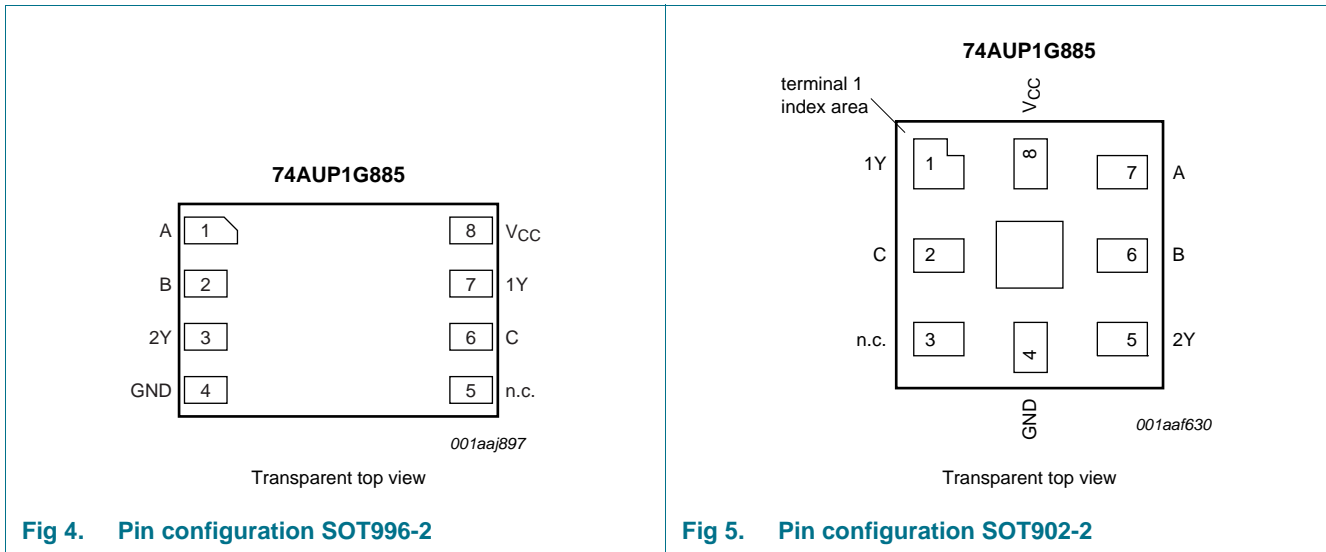 74AUP1G885
A 1 8 VCC
B 2 7 1Y
2Y 3 6 C
GND 4 5 n.c.
001aaj897
Transparent top view
Fig 4. Pin configuration SOT996-2
74AUP1G885
terminal 1
index area
VCC
1Y 1 8 7 A
C 2 6 B
n.c. 3 4 5 2Y
GND
001aaf630
Transparent top view
Fig 5. Pin configuration SOT902-2